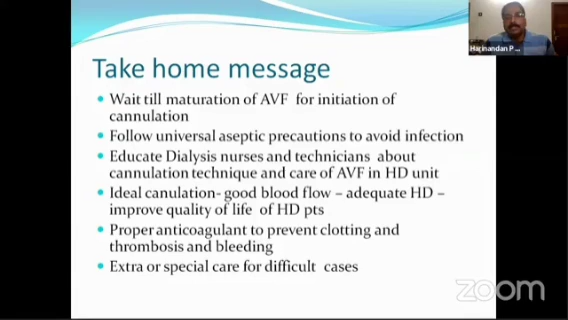 Harinandan P...
Take home message
Wait till maturation of AVF for initiation of
cannulation
Follow universal aseptic precautions to avoid infection
Educate Dialysis nurses and technicians about
cannulation technique and care of AVF in HD unit
Ideal canulation- good blood flow – adequate HD –
improve quality of life of HD pts
Proper anticoagulant to prevent clotting and
thrombosis and bleeding
Extra or special care for difficult cases
zoom